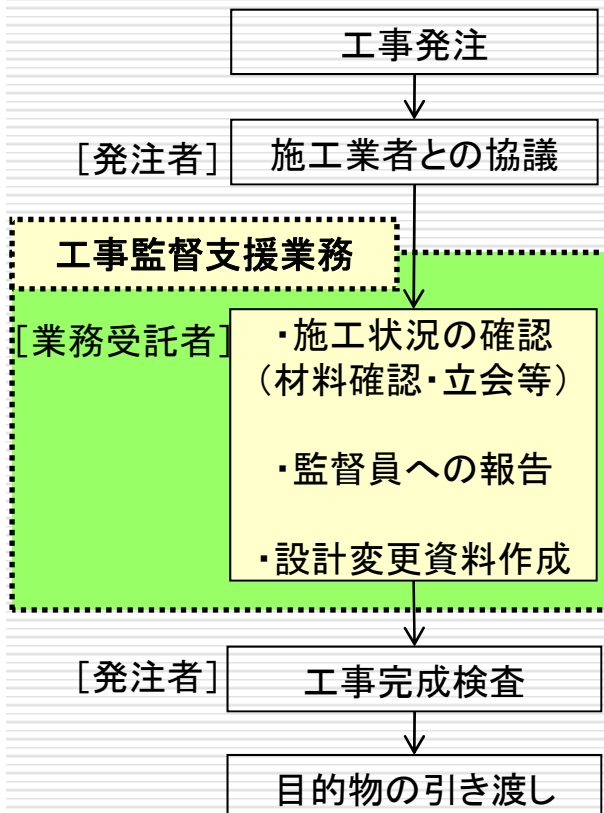 工事発注
[発注者]
施工業者との協議
工事監督支援業務
[業務受託者]
・施工状況の確認
（材料確認・立会等）
・監督員への報告
・設計変更資料作成
[発注者]
工事完成検査
目的物の引き渡し